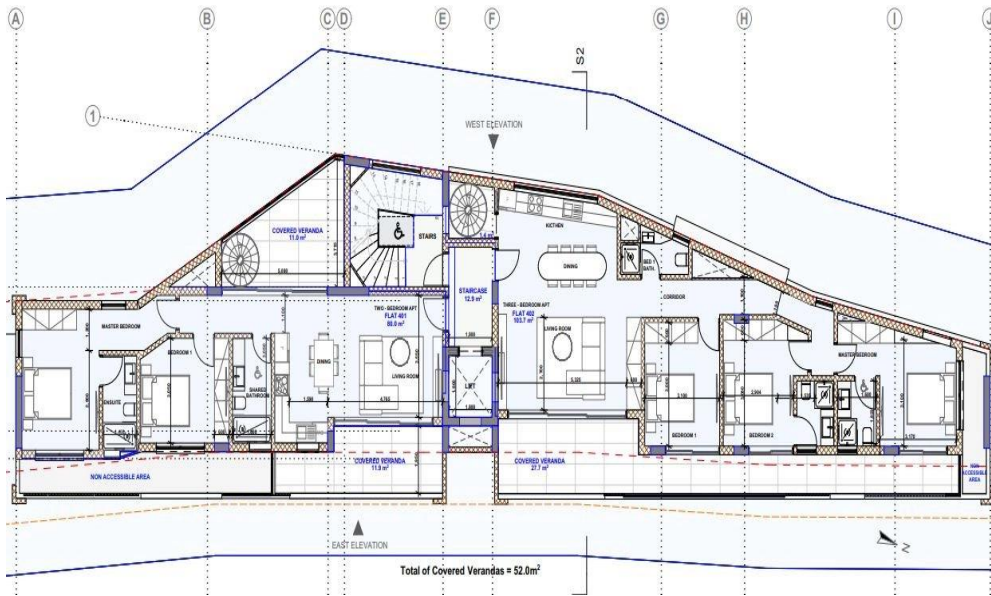 A B C D E F G H I J
S2
1
WEST ELEVATION
KICTHEN
COVERED VERANDA
11.9 m²
STAIRS
BED 1
BATH.
DINING
STAIRCASE
12.9 m²
CORRIDOR
TWO - BEDROOM APT
FLAT 401
80.0 m²
THREE - BEDROOM APT
FLAT 402
103.7 m²
MASTER BEDROOM
BEDROOM 1
LIVING ROOM
MASTER BEDROOM
DINING
LIVING ROOM
LIFT
SHARED
BATHROOM
ENSUITE
BEDROOM 1
BEDROOM 2
COVERED VERANDA
11.9 m²
COVERED VERANDA
27.7 m²
NON ACCESSIBLE AREA
NON
ACCESSIBLE
AREA
N
EAST ELEVATION
Total of Covered Verandas = 52.0m²
S2